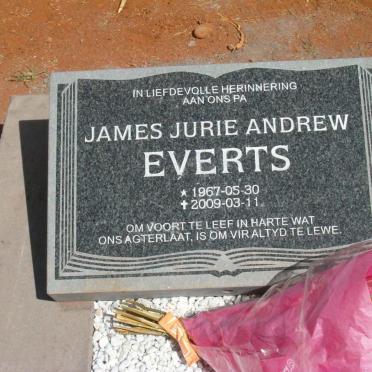 IN LIEFDEVOLLE HERINNERING
AAN ONS PA
JAMES JURIE ANDREW
EVERTS
★ 1967-05-30
✝ 2009-03-11
OM VOORT TE LEEF IN HARTE WAT
ONS AGTERLAAT, IS OM VIR ALTYD TE LEWE.